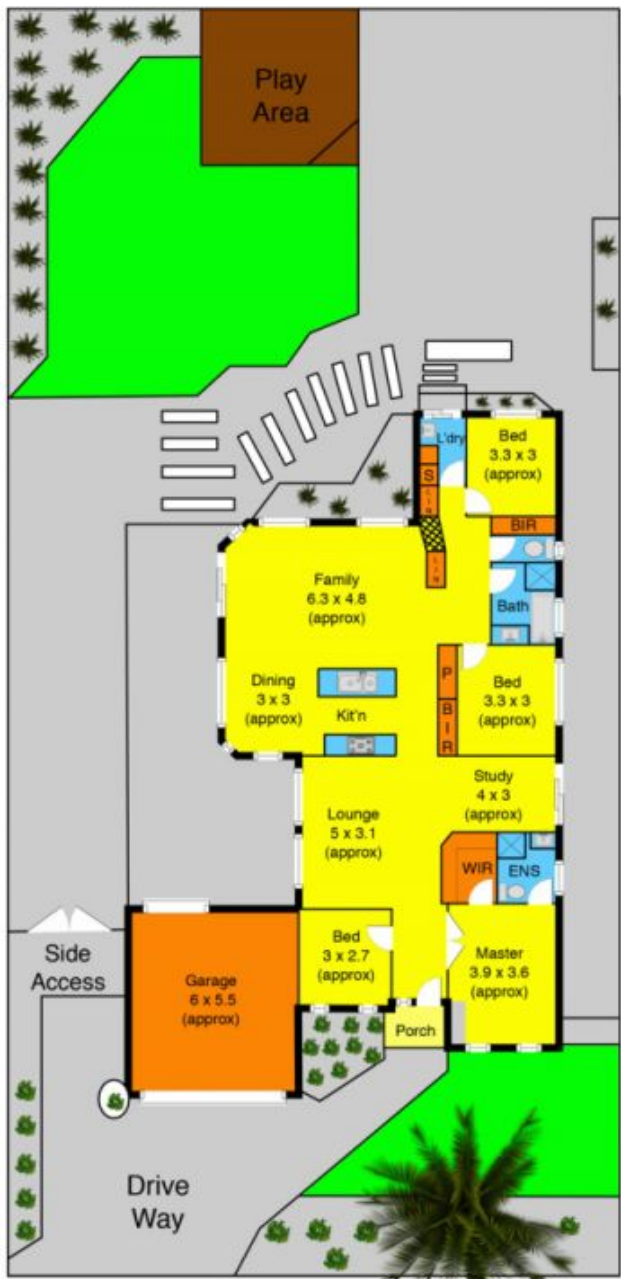 Play
Area
L'dry
Bed
3.3 x 3
(approx)
S
LIN
BIR
LIN
Bath
Family
6.3 x 4.8
(approx)
Dining
3 x 3
(approx)
Kit'n
P
BIR
Bed
3.3 x 3
(approx)
Study
4 x 3
(approx)
Lounge
5 x 3.1
(approx)
WIR
ENS
Side
Access
Garage
6 x 5.5
(approx)
Bed
3 x 2.7
(approx)
Master
3.9 x 3.6
(approx)
Porch
Drive
Way